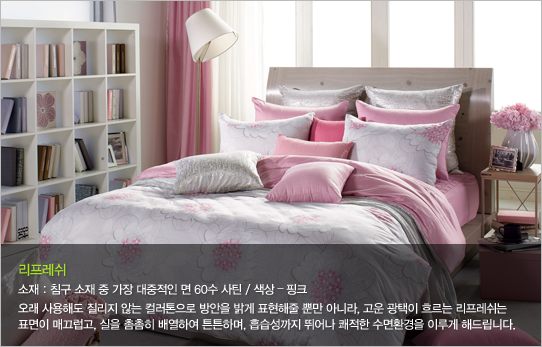 리프레쉬
소재 : 침구 소재 중 가장 대중적인 면 60수 사틴 / 색상 - 핑크
오래 사용해도 질리지 않는 컬러톤으로 방안을 밝게 표현해줄 뿐만 아니라, 고운 광택이 흐르는 리프레쉬는
표면이 매끄럽고, 실을 촘촘히 배열하여 튼튼하며, 흡습성까지 뛰어나 쾌적한 수면환경을 이루게 해드립니다.